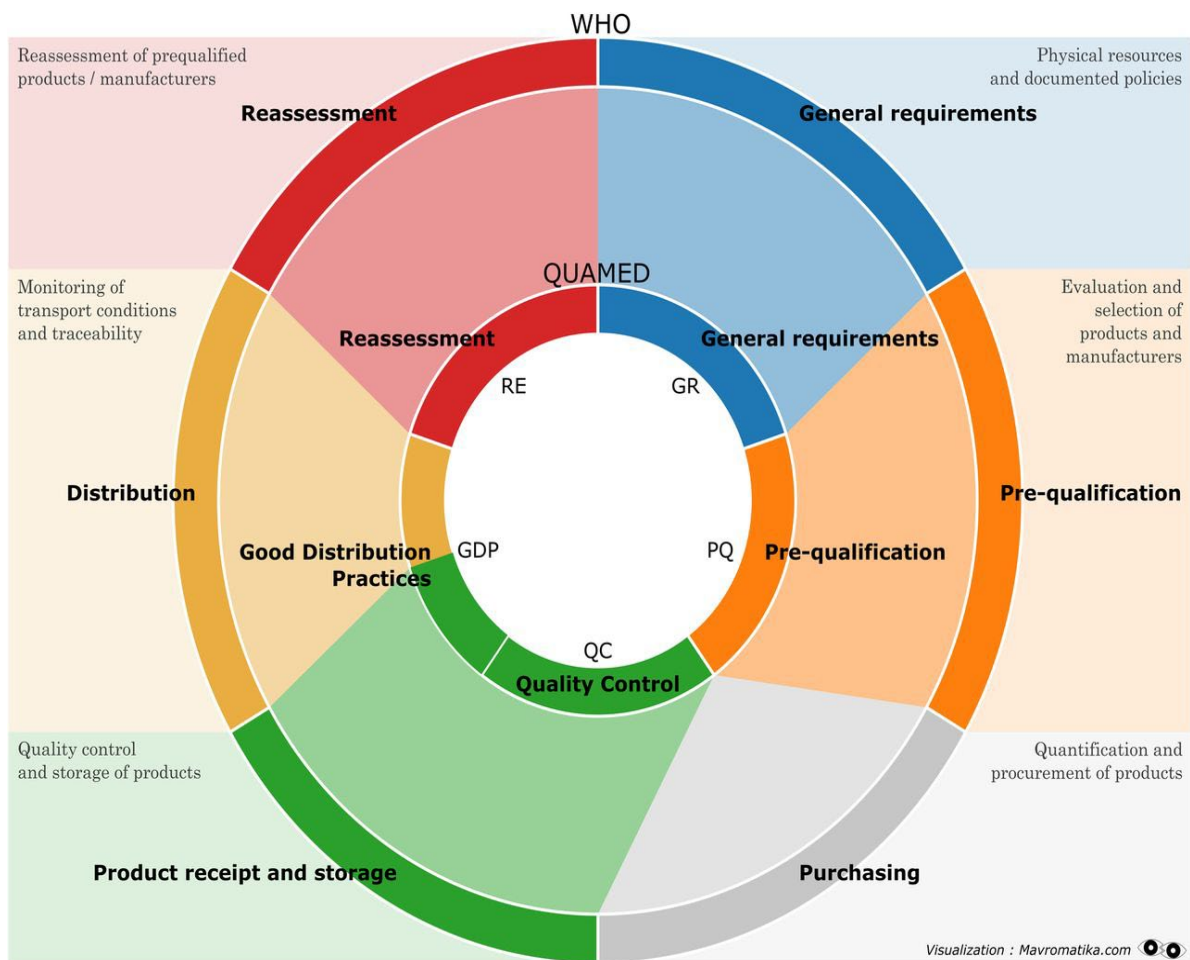 WHO
Reassessment of prequalified
products / manufacturers
Physical resources
and documented policies
Reassessment
General requirements
QUAMED
Monitoring of
transport conditions
and traceability
Evaluation and
selection of
products and
manufacturers
Reassessment
General requirements
RE
GR
Distribution
Pre-qualification
Good Distribution
Practices
GDP
PQ
Pre-qualification
QC
Quality Control
Quality control
and storage of products
Quantification and
procurement of products
Product receipt and storage
Purchasing
Visualization : Mavromatika.com